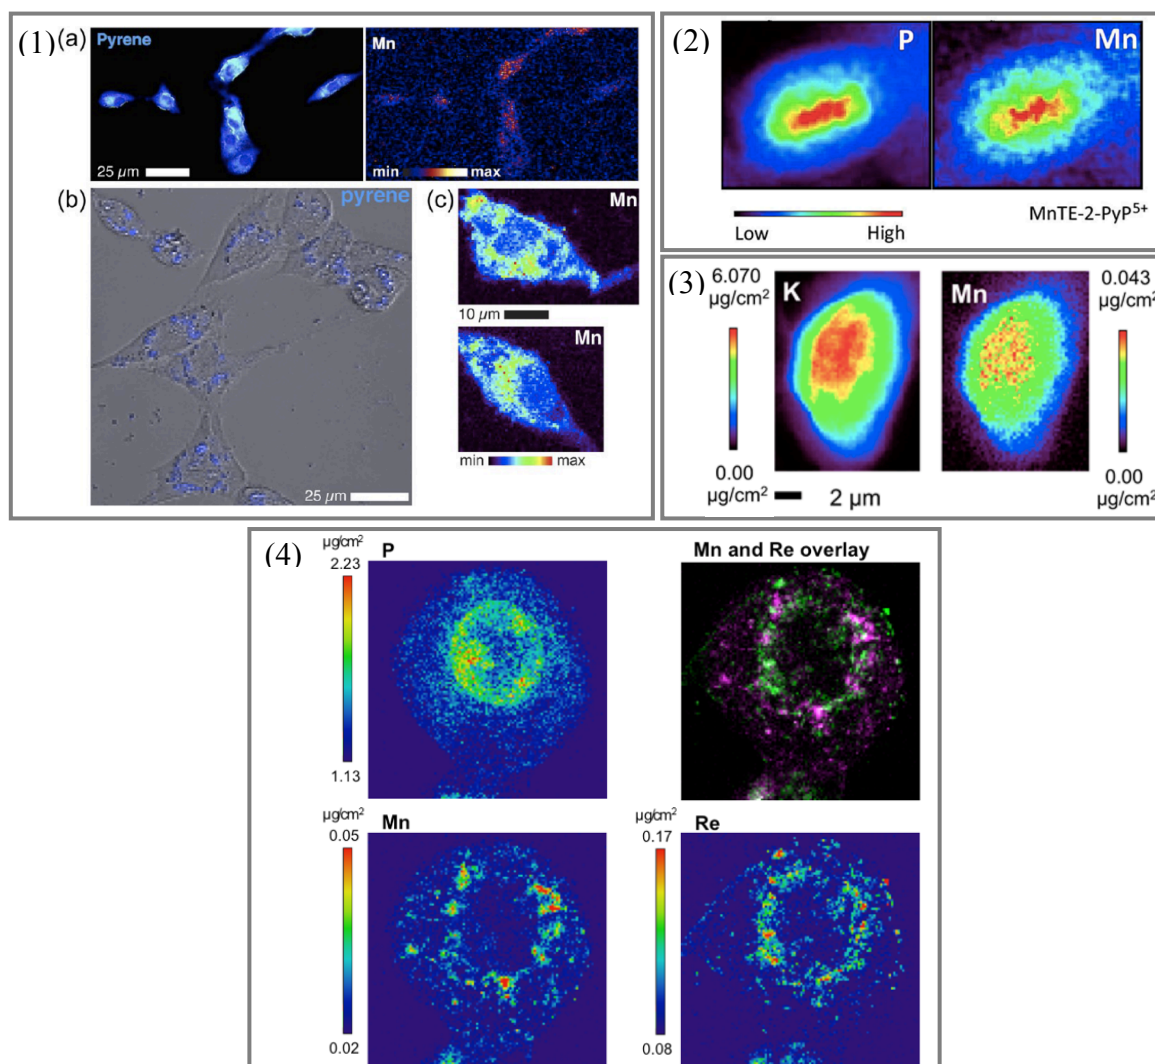 (1)
(a)
Pyrene
Mn
25 µm
min max
(b)
pyrene
25 µm
(c)
Mn
10 µm
Mn
min max
(2)
P
Mn
Low High
MnTE-2-PyP5+
(3)
6.070
µg/cm2
K
Mn
0.043
µg/cm2
0.00
µg/cm2
2 µm
0.00
µg/cm2
(4)
µg/cm2
2.23
P
Mn and Re overlay
1.13
µg/cm2
0.05
Mn
0.02
µg/cm2
0.17
Re
0.08